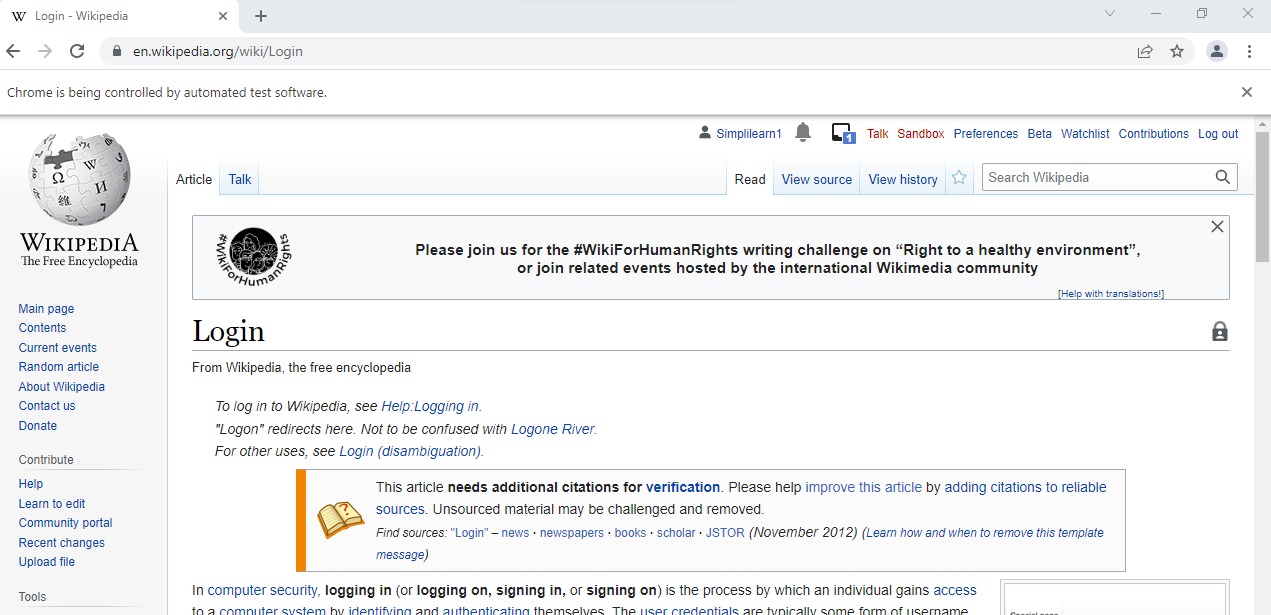 Login - Wikipedia
en.wikipedia.org/wiki/Login
Chrome is being controlled by automated test software.
Simplilearn1 1 Talk Sandbox Preferences Beta Watchlist Contributions Log out
Article Talk Read View source View history Search Wikipedia
WIKIPEDIA
The Free Encyclopedia
#WikiForHumanRights
Please join us for the #WikiForHumanRights writing challenge on “Right to a healthy environment”,
or join related events hosted by the international Wikimedia community
[Help with translations!]
Main page
Contents
Current events
Random article
About Wikipedia
Contact us
Donate
Contribute
Help
Learn to edit
Community portal
Recent changes
Upload file
Tools
Login
From Wikipedia, the free encyclopedia
To log in to Wikipedia, see Help:Logging in.
"Logon" redirects here. Not to be confused with Logone River.
For other uses, see Login (disambiguation).
This article needs additional citations for verification. Please help improve this article by adding citations to reliable
sources. Unsourced material may be challenged and removed.
Find sources: "Login" – news · newspapers · books · scholar · JSTOR (November 2012) (Learn how and when to remove this template
message)
In computer security, logging in (or logging on, signing in, or signing on) is the process by which an individual gains access
to a computer system by identifying and authenticating themselves. The user credentials are typically some form of username
Special page